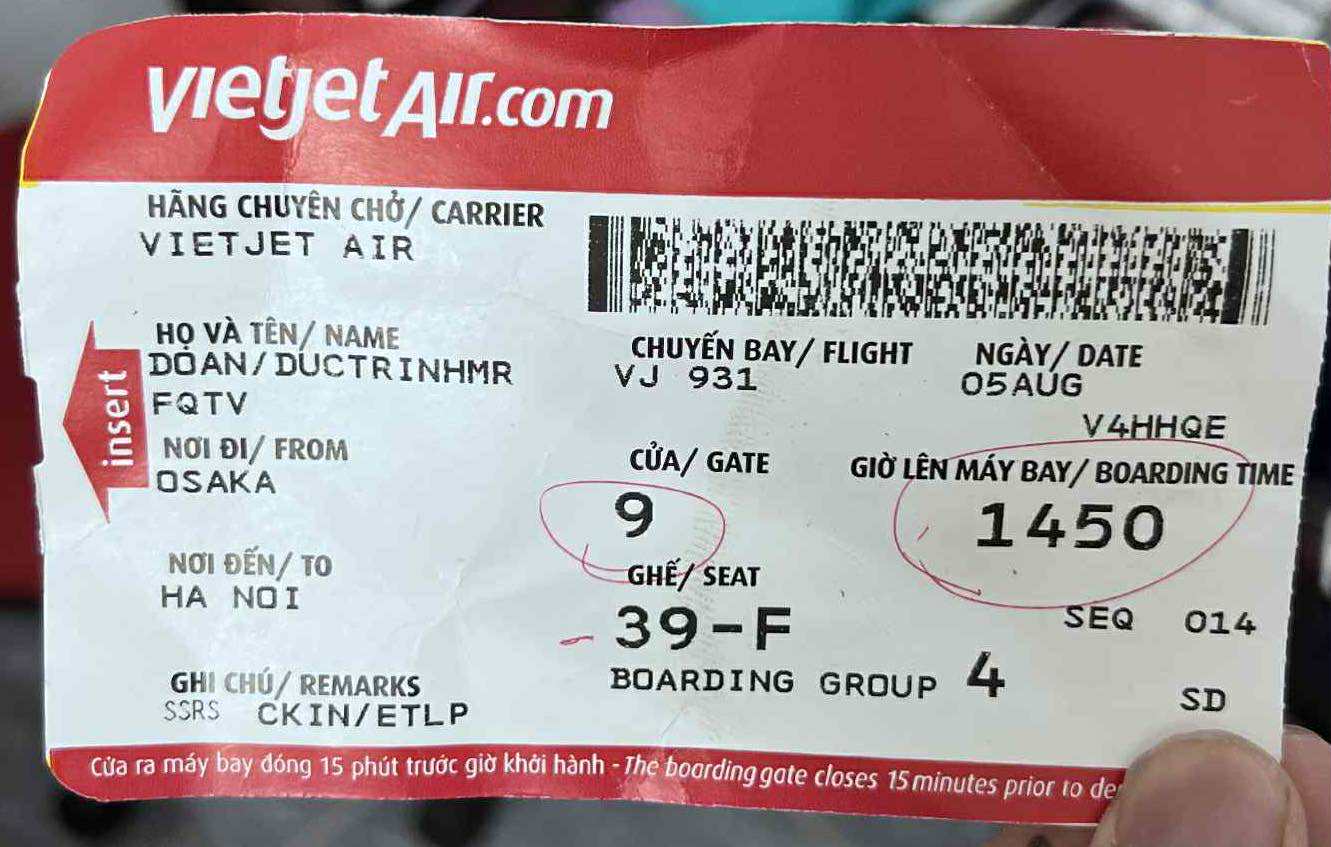 vietjetAir.com
HÃNG CHUYÊN CHỞ/ CARRIER
VIETJET AIR
HỌ VÀ TÊN/ NAME
DOAN/DUCTRINHMR
FQTV
CHUYẾN BAY/ FLIGHT
VJ 931
NGÀY/ DATE
05AUG
V4HHQE
insert
NƠI ĐI/ FROM
OSAKA
CỬA/ GATE
9
GIỜ LÊN MÁY BAY/ BOARDING TIME
1450
NƠI ĐẾN/ TO
HA NOI
GHẾ/ SEAT
39-F
SEQ 014
BOARDING GROUP 4
SD
GHI CHÚ/ REMARKS
SSRS CKIN/ETLP
Cửa ra máy bay đóng 15 phút trước giờ khởi hành - The boarding gate closes 15 minutes prior to